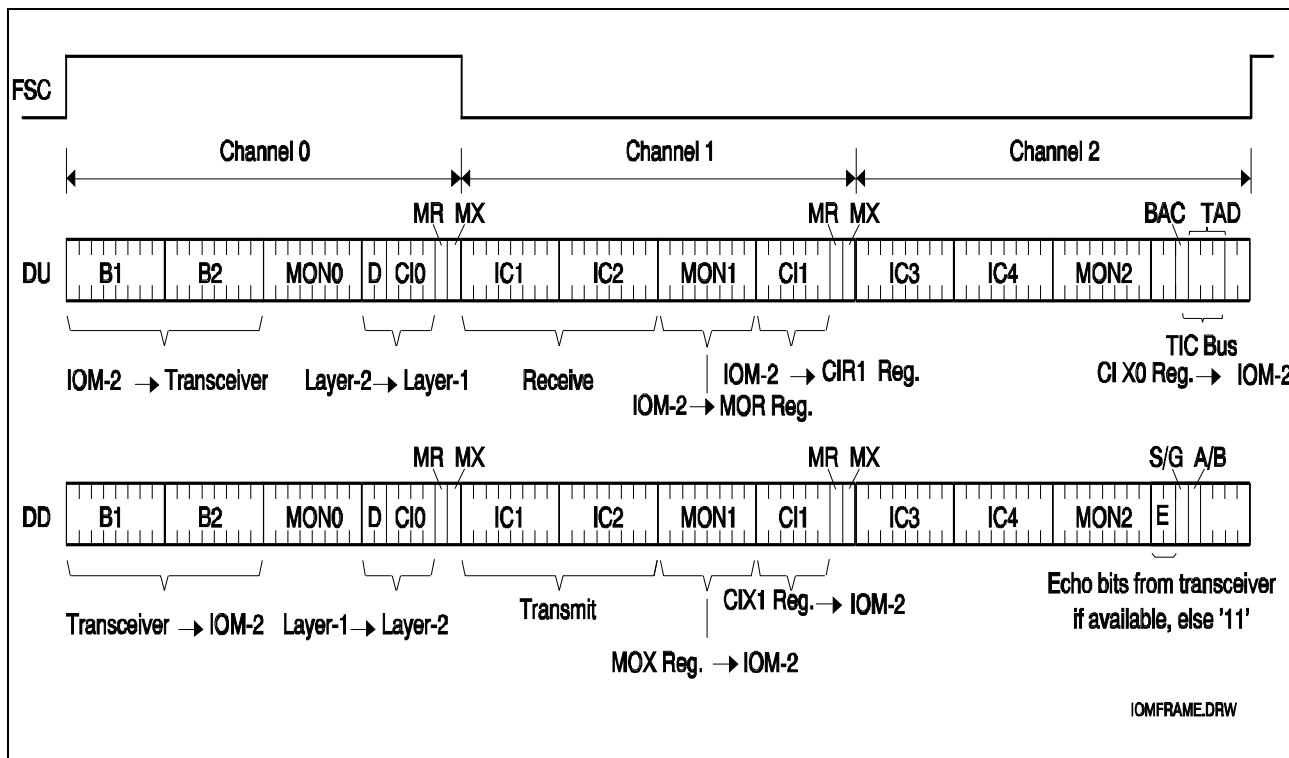 FSC
Channel 0 Channel 1 Channel 2
MR MX MR MX BAC TAD
DU B1 B2 MON0 D CI0 IC1 IC2 MON1 CI1 IC3 IC4 MON2
IOM-2 → Transceiver Layer-2 → Layer-1 Receive IOM-2 → CIR1 Reg. TIC Bus
IOM-2 → MOR Reg. CI X0 Reg. → IOM-2
MR MX MR MX S/G A/B
DD B1 B2 MON0 D CI0 IC1 IC2 MON1 CI1 IC3 IC4 MON2 E
Transceiver → IOM-2 Layer-1 → Layer-2 Transmit CIX1 Reg. → IOM-2 Echo bits from transceiver
if available, else '11'
MOX Reg. → IOM-2
IOMFRAME.DRW